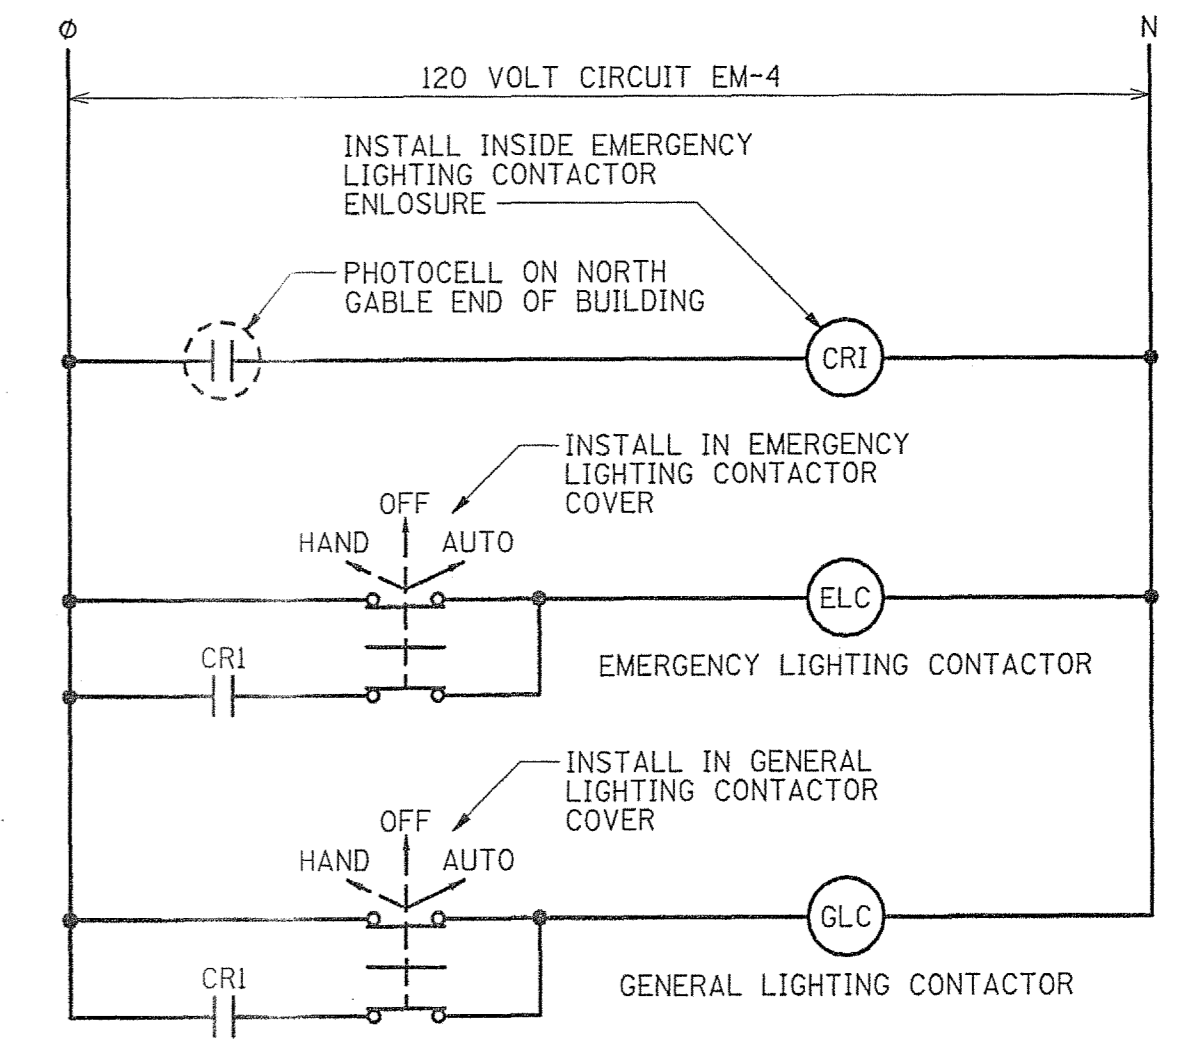 Ø
N
120 VOLT CIRCUIT EM-4
INSTALL INSIDE EMERGENCY
LIGHTING CONTACTOR
ENLOSURE
PHOTOCELL ON NORTH
GABLE END OF BUILDING
CRI
INSTALL IN EMERGENCY
LIGHTING CONTACTOR
COVER
OFF
HAND
AUTO
ELC
CR1
EMERGENCY LIGHTING CONTACTOR
INSTALL IN GENERAL
LIGHTING CONTACTOR
COVER
OFF
HAND
AUTO
GLC
CR1
GENERAL LIGHTING CONTACTOR